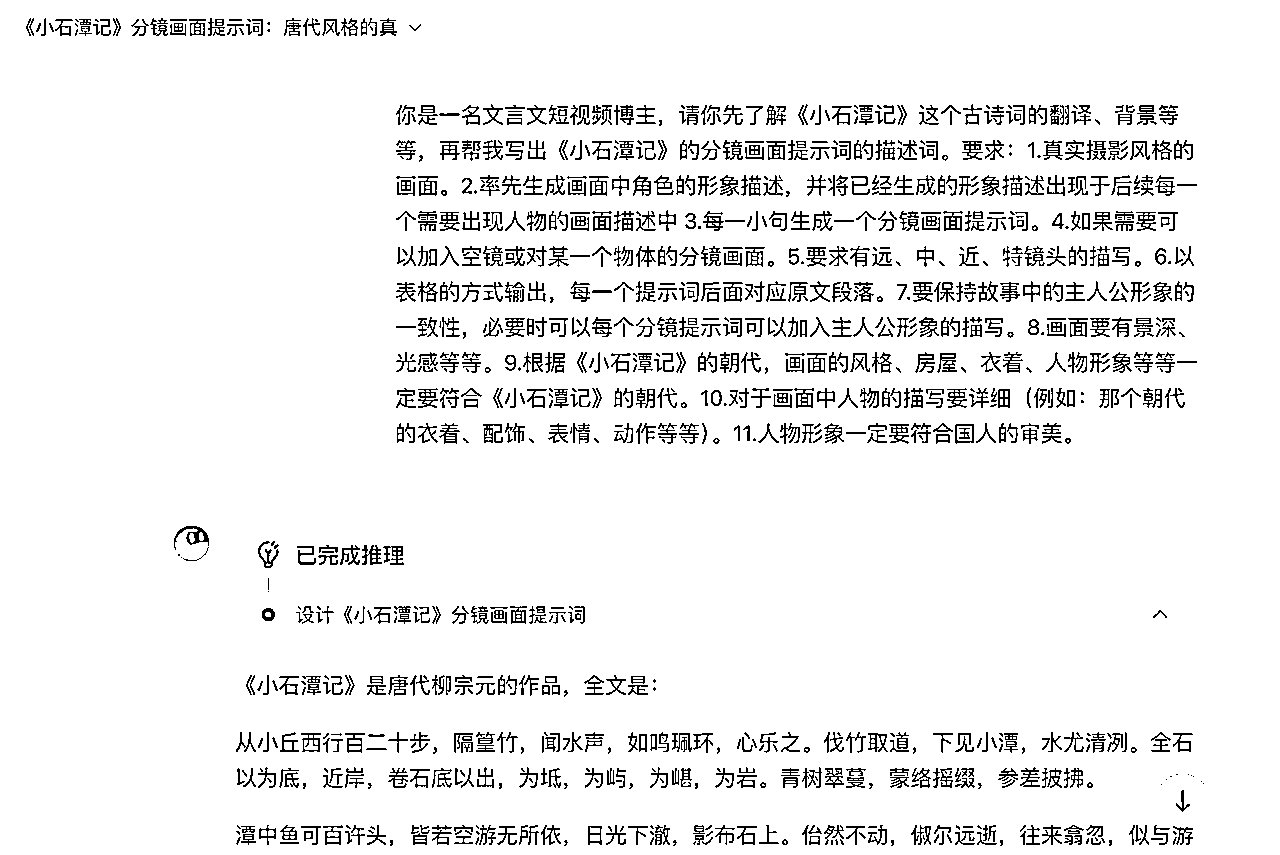 《小石潭记》分镜画面提示词：唐代风格的真
你是一名文言文短视频博主，请你先了解《小石潭记》这个古诗词的翻译、背景等
等，再帮我写出《小石潭记》的分镜画面提示词的描述词。要求：1.真实摄影风格的
画面。2.率先生成画面中角色的形象描述，并将已经生成的形象描述出现于后续每一
个需要出现人物的画面描述中 3.每一小句生成一个分镜画面提示词。4.如果需要可
以加入空镜或对某一个物体的分镜画面。5.要求有远、中、近、特镜头的描写。6.以
表格的方式输出，每一个提示词后面对应原文段落。7.要保持故事中的主人公形象的
一致性，必要时可以每个分镜提示词可以加入主人公形象的描写。8.画面要有景深、
光感等等。9.根据《小石潭记》的朝代，画面的风格、房屋、衣着、人物形象等等一
定要符合《小石潭记》的朝代。10.对于画面中人物的描写要详细（例如：那个朝代
的衣着、配饰、表情、动作等等）。11.人物形象一定要符合国人的审美。
已完成推理
设计《小石潭记》分镜画面提示词
《小石潭记》是唐代柳宗元的作品，全文是：
从小丘西行百二十步，隔篁竹，闻水声，如鸣珮环，心乐之。伐竹取道，下见小潭，水尤清冽。全石
以为底，近岸，卷石底以出，为坻，为屿，为嵁，为岩。青树翠蔓，蒙络摇缀，参差披拂。
潭中鱼可百许头，皆若空游无所依，日光下澈，影布石上。佁然不动，俶尔远逝，往来翕忽，似与游